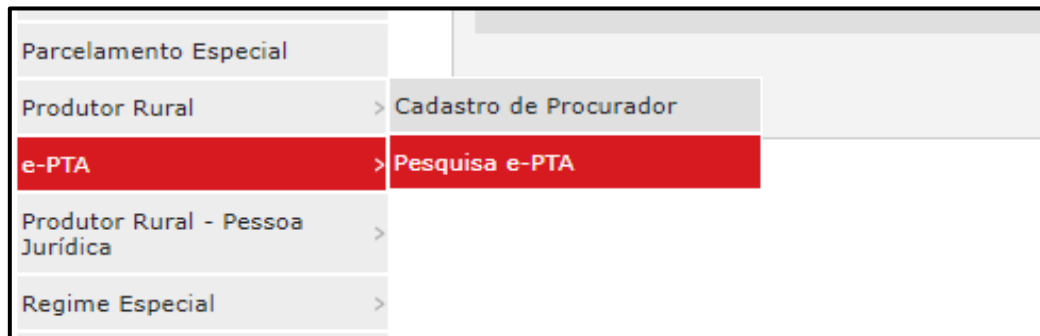 Parcelamento Especial
Produtor Rural >
Cadastro de Procurador
e-PTA >
Pesquisa e-PTA
Produtor Rural - Pessoa
Jurídica >
Regime Especial >